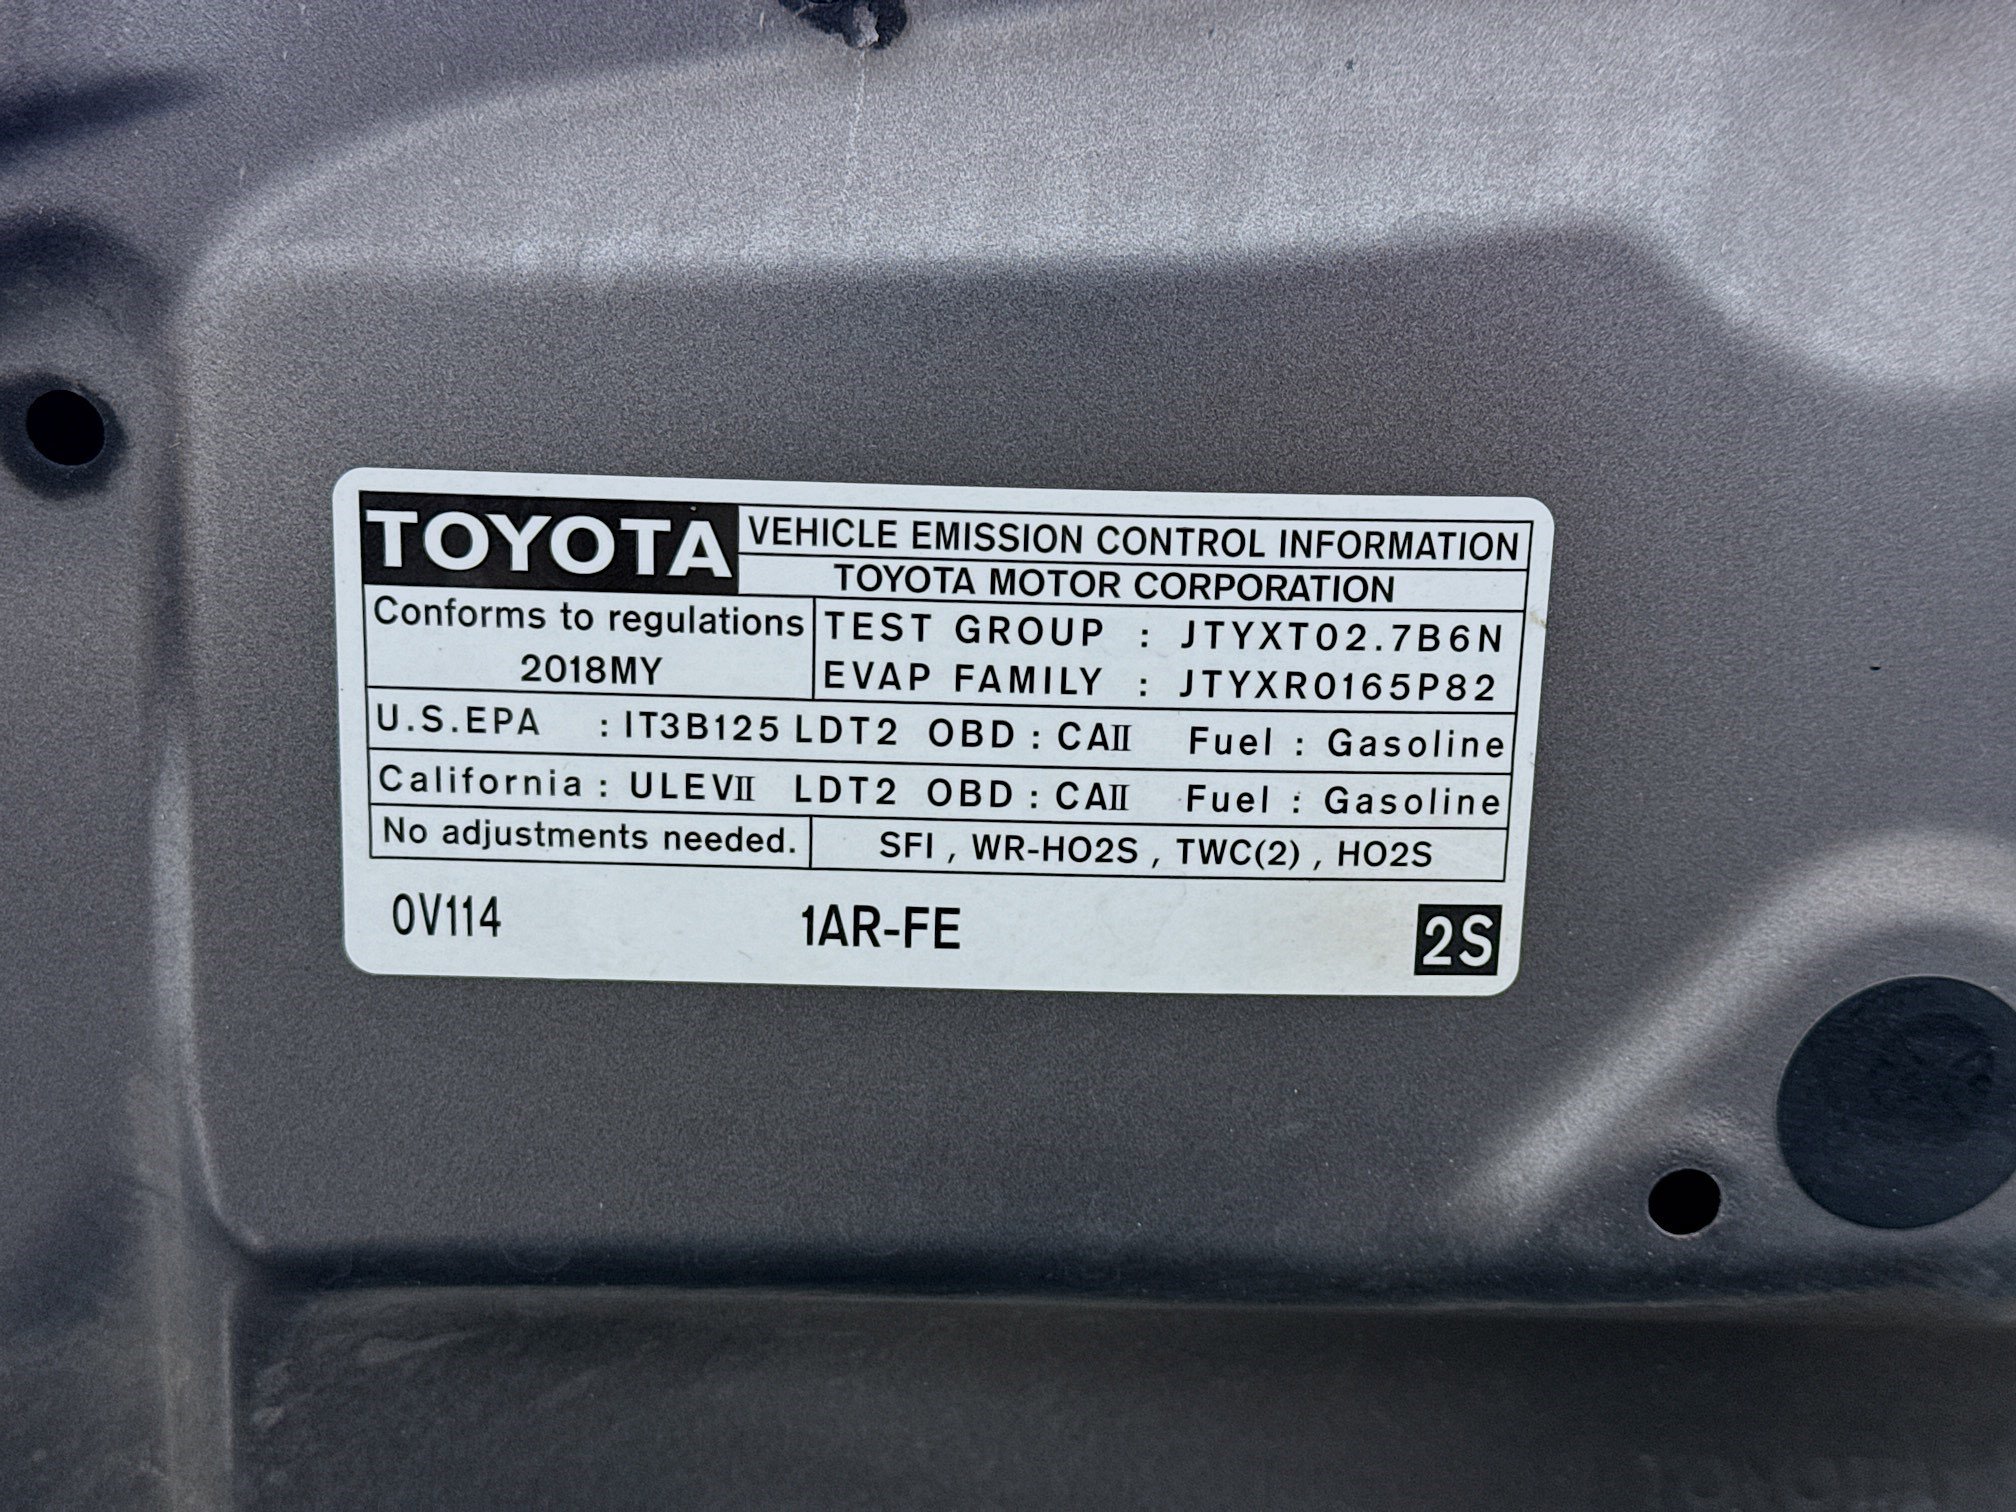 TOYOTA VEHICLE EMISSION CONTROL INFORMATION
TOYOTA MOTOR CORPORATION
Conforms to regulations
2018MY
TEST GROUP : JTYXT02.7B6N
EVAP FAMILY : JTYXR0165P82
U.S.EPA : IT3B125 LDT2 OBD : CAII Fuel : Gasoline
California : ULEVII LDT2 OBD : CAII Fuel : Gasoline
No adjustments needed. SFI , WR-HO2S , TWC(2) , HO2S
0V114 1AR-FE 2S